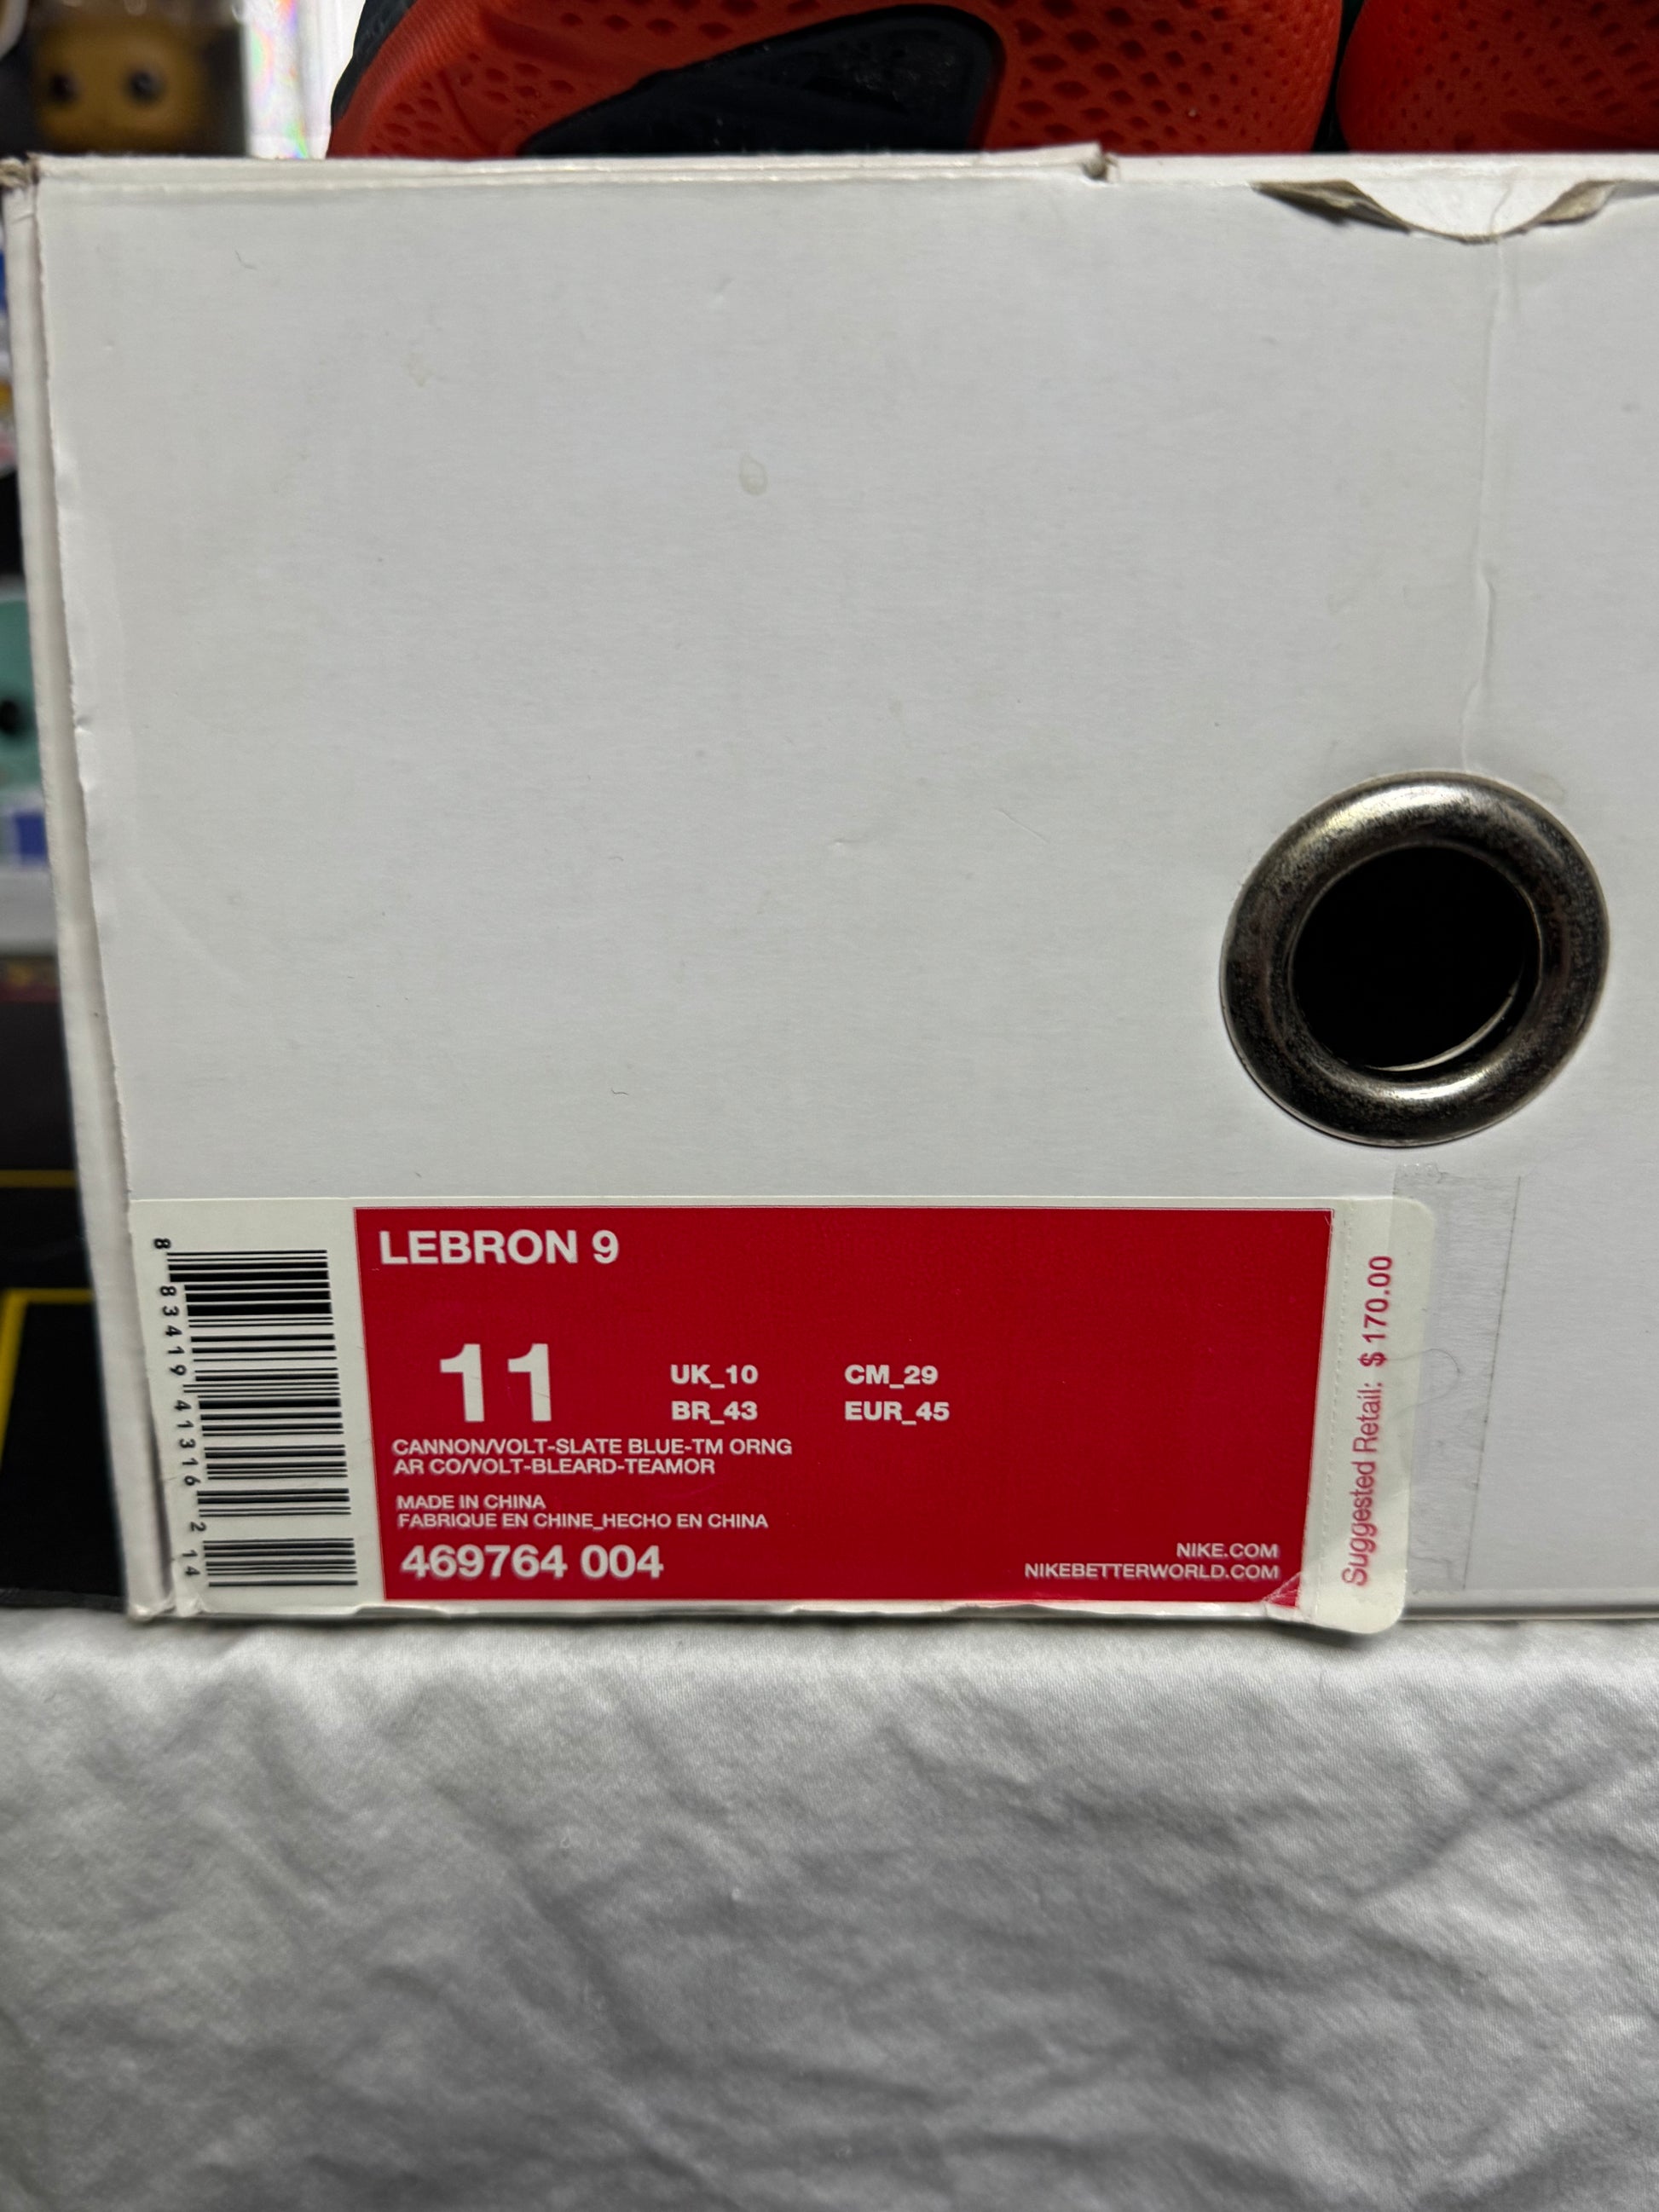 LEBRON 9
11
UK_10 CM_29
BR_43 EUR_45
CANNON/VOLT-SLATE BLUE-TM ORNG
AR CO/VOLT-BLEARD-TEAMOR
MADE IN CHINA
FABRIQUE EN CHINE_HECHO EN CHINA
469764 004
NIKE.COM
NIKEBETTERWORLD.COM
8 83419 41316 2 14
Suggested Retail: $ 170.00